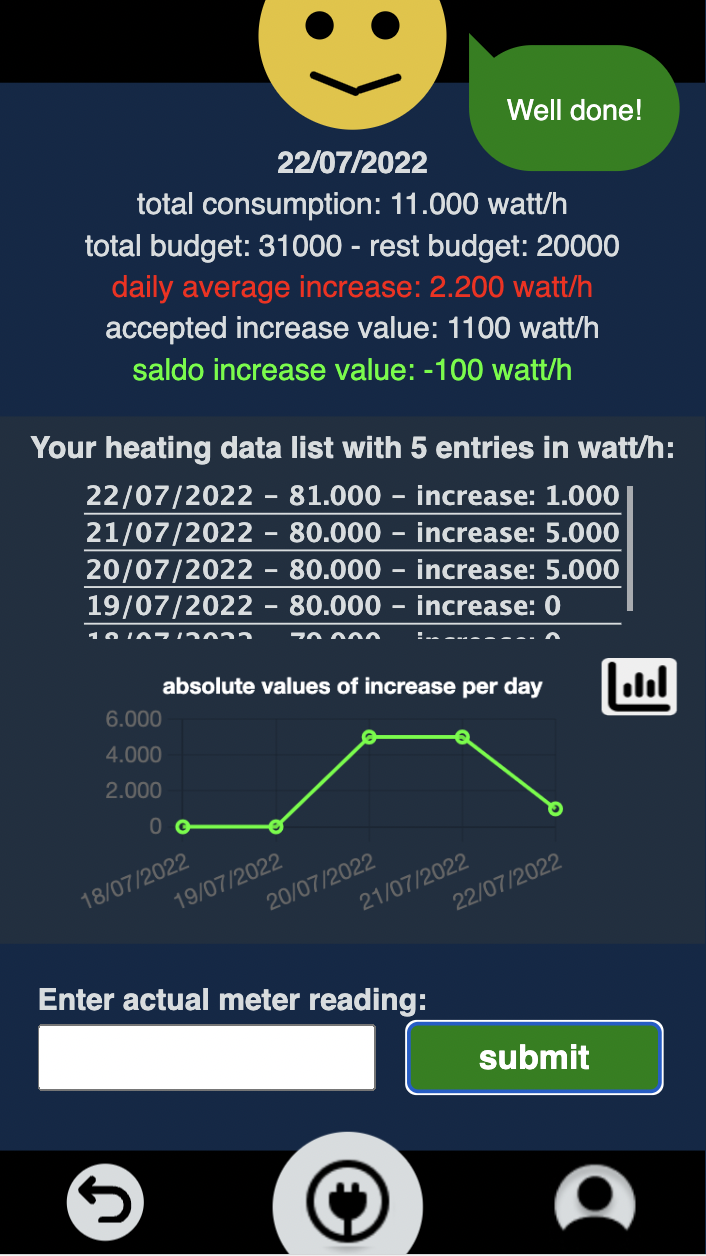 Well done!
22/07/2022
total consumption: 11.000 watt/h
total budget: 31000 - rest budget: 20000
daily average increase: 2.200 watt/h
accepted increase value: 1100 watt/h
saldo increase value: -100 watt/h
Your heating data list with 5 entries in watt/h:
22/07/2022 – 81.000 – increase: 1.000
21/07/2022 – 80.000 – increase: 5.000
20/07/2022 – 80.000 – increase: 5.000
19/07/2022 – 80.000 – increase: 0
absolute values of increase per day
6.000
4.000
2.000
0
18/07/2022
19/07/2022
20/07/2022
21/07/2022
22/07/2022
Enter actual meter reading:
submit